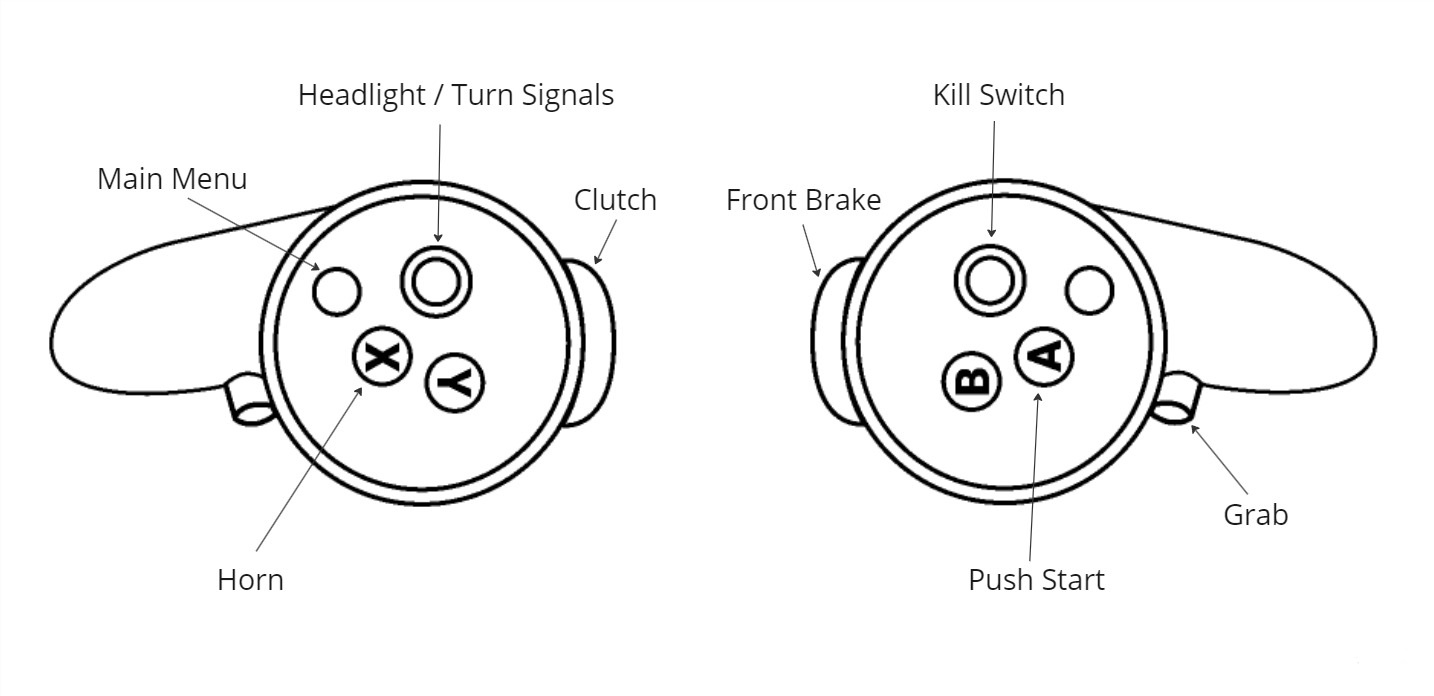 Headlight / Turn Signals
Kill Switch
Main Menu
Clutch
Front Brake
X
Y
B
A
Grab
Horn
Push Start